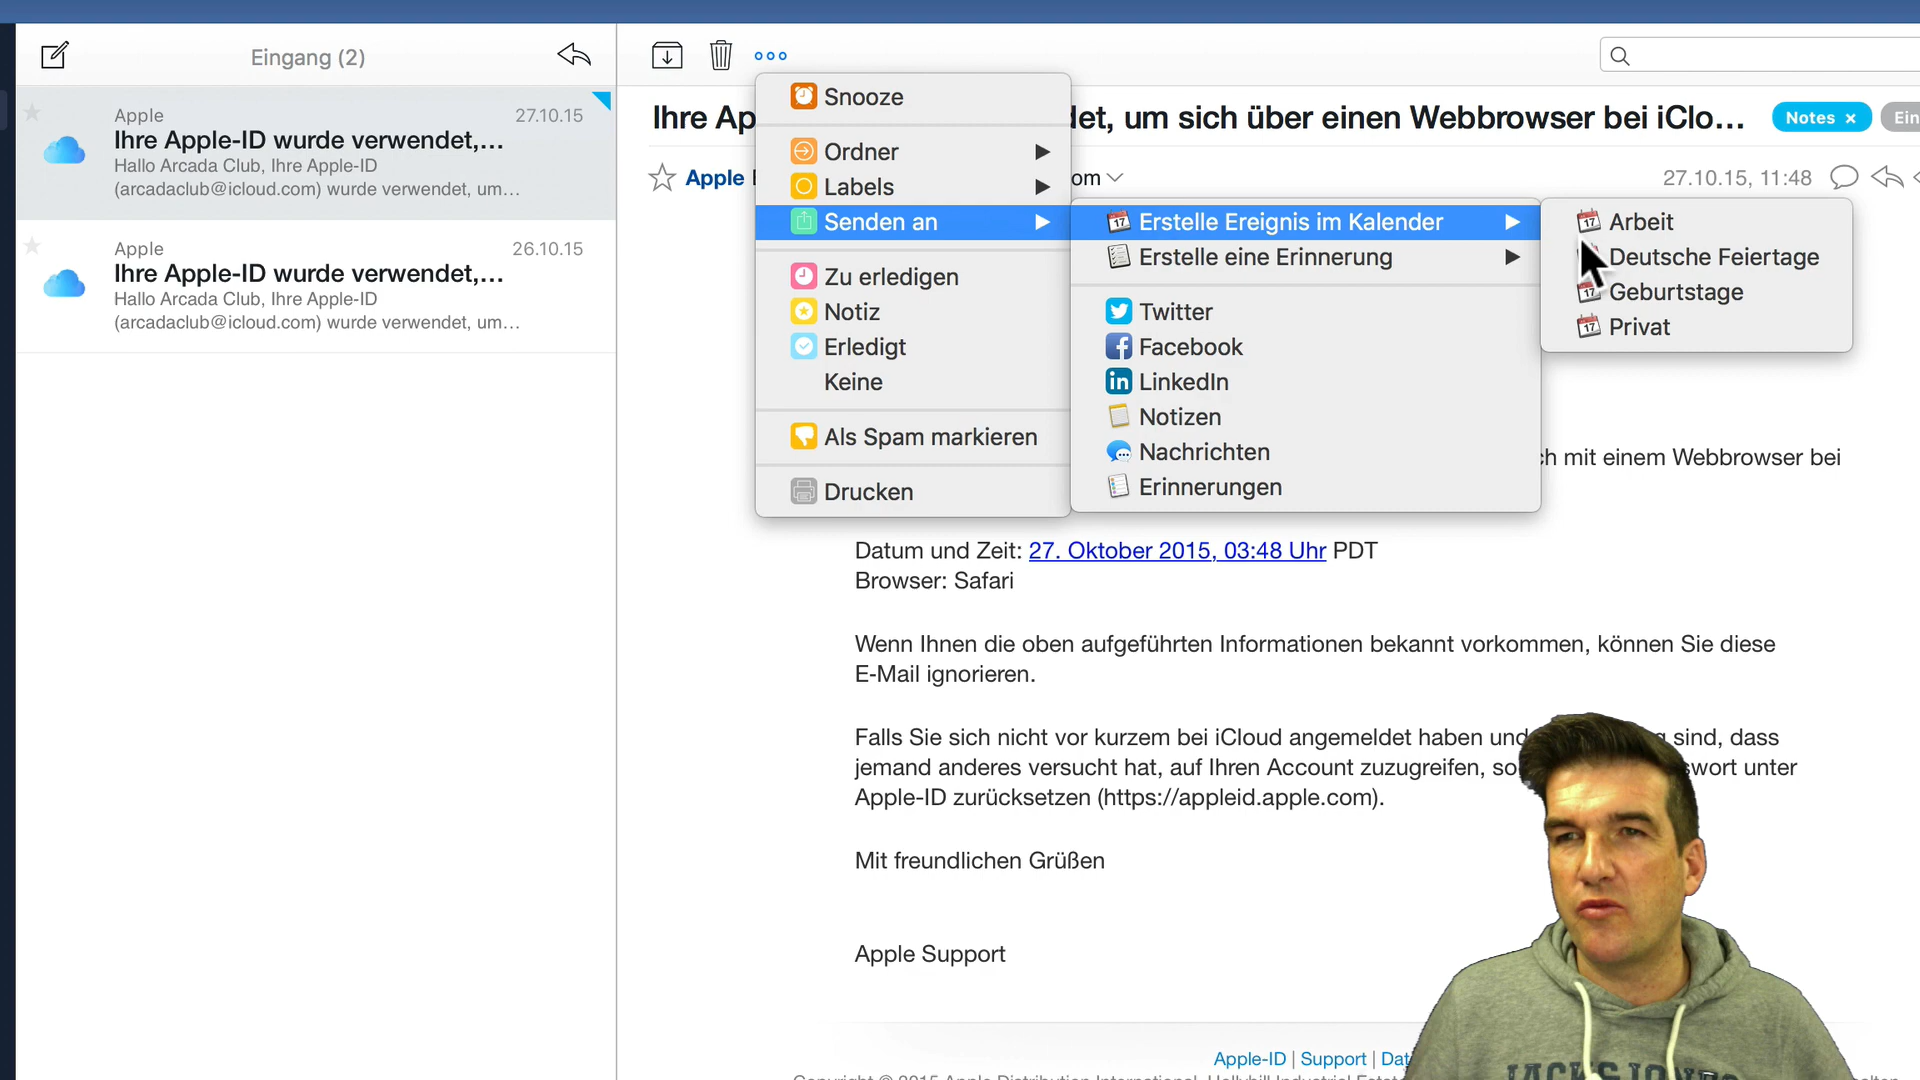 Eingang (2)
Apple
27.10.15
Ihre Apple-ID wurde verwendet,...
Hallo Arcada Club, Ihre Apple-ID
(arcadaclub@icloud.com) wurde verwendet, um...
Apple
26.10.15
Ihre Apple-ID wurde verwendet,...
Hallo Arcada Club, Ihre Apple-ID
(arcadaclub@icloud.com) wurde verwendet, um...
Snooze
Ordner
Labels
Senden an
Zu erledigen
Notiz
Erledigt
Keine
Als Spam markieren
Drucken
Erstelle Ereignis im Kalender
Erstelle eine Erinnerung
Twitter
Facebook
LinkedIn
Notizen
Nachrichten
Erinnerungen
17 Arbeit
Deutsche Feiertage
17 Geburtstage
17 Privat
Ihre Ap det, um sich über einen Webbrowser bei iClo...
Notes x
Ein
Apple om
27.10.15, 11:48
ch mit einem Webbrowser bei
Datum und Zeit: 27. Oktober 2015, 03:48 Uhr PDT
Browser: Safari
Wenn Ihnen die oben aufgeführten Informationen bekannt vorkommen, können Sie diese
E-Mail ignorieren.
Falls Sie sich nicht vor kurzem bei iCloud angemeldet haben und sind, dass
jemand anderes versucht hat, auf Ihren Account zuzugreifen, so swort unter
Apple-ID zurücksetzen (https://appleid.apple.com).
Mit freundlichen Grüßen
Apple Support
Apple-ID | Support | Dat